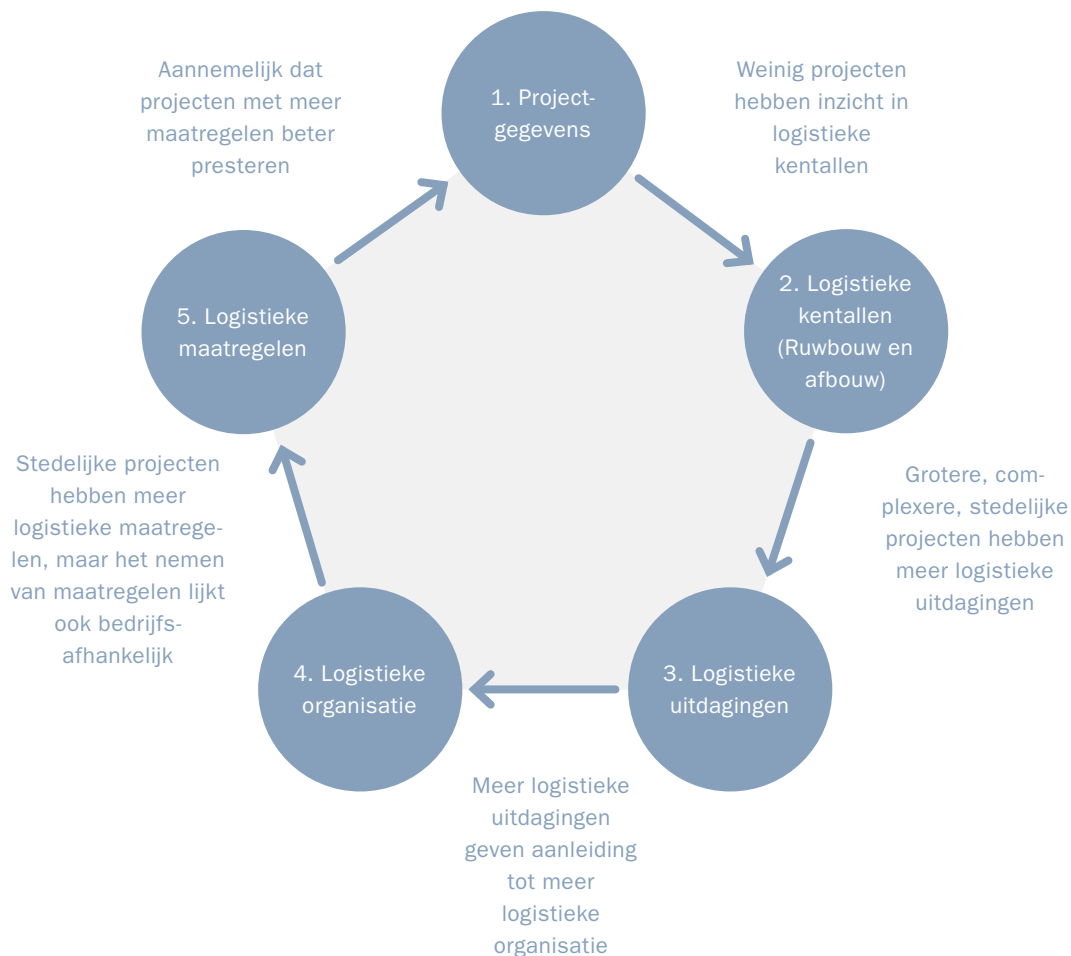 1. Project-
gegevens
Weinig projecten
hebben inzicht in
logistieke
kentallen
2. Logistieke
kentallen
(Ruwbouw en
afbouw)
Grotere, com-
plexere, stedelijke
projecten hebben
meer logistieke
uitdagingen
3. Logistieke
uitdagingen
Meer logistieke
uitdagingen
geven aanleiding
tot meer
logistieke
organisatie
4. Logistieke
organisatie
Stedelijke projecten
hebben meer
logistieke maatrege-
len, maar het nemen
van maatregelen lijkt
ook bedrijfs-
afhankelijk
5. Logistieke
maatregelen
Aannemelijk dat
projecten met meer
maatregelen beter
presteren